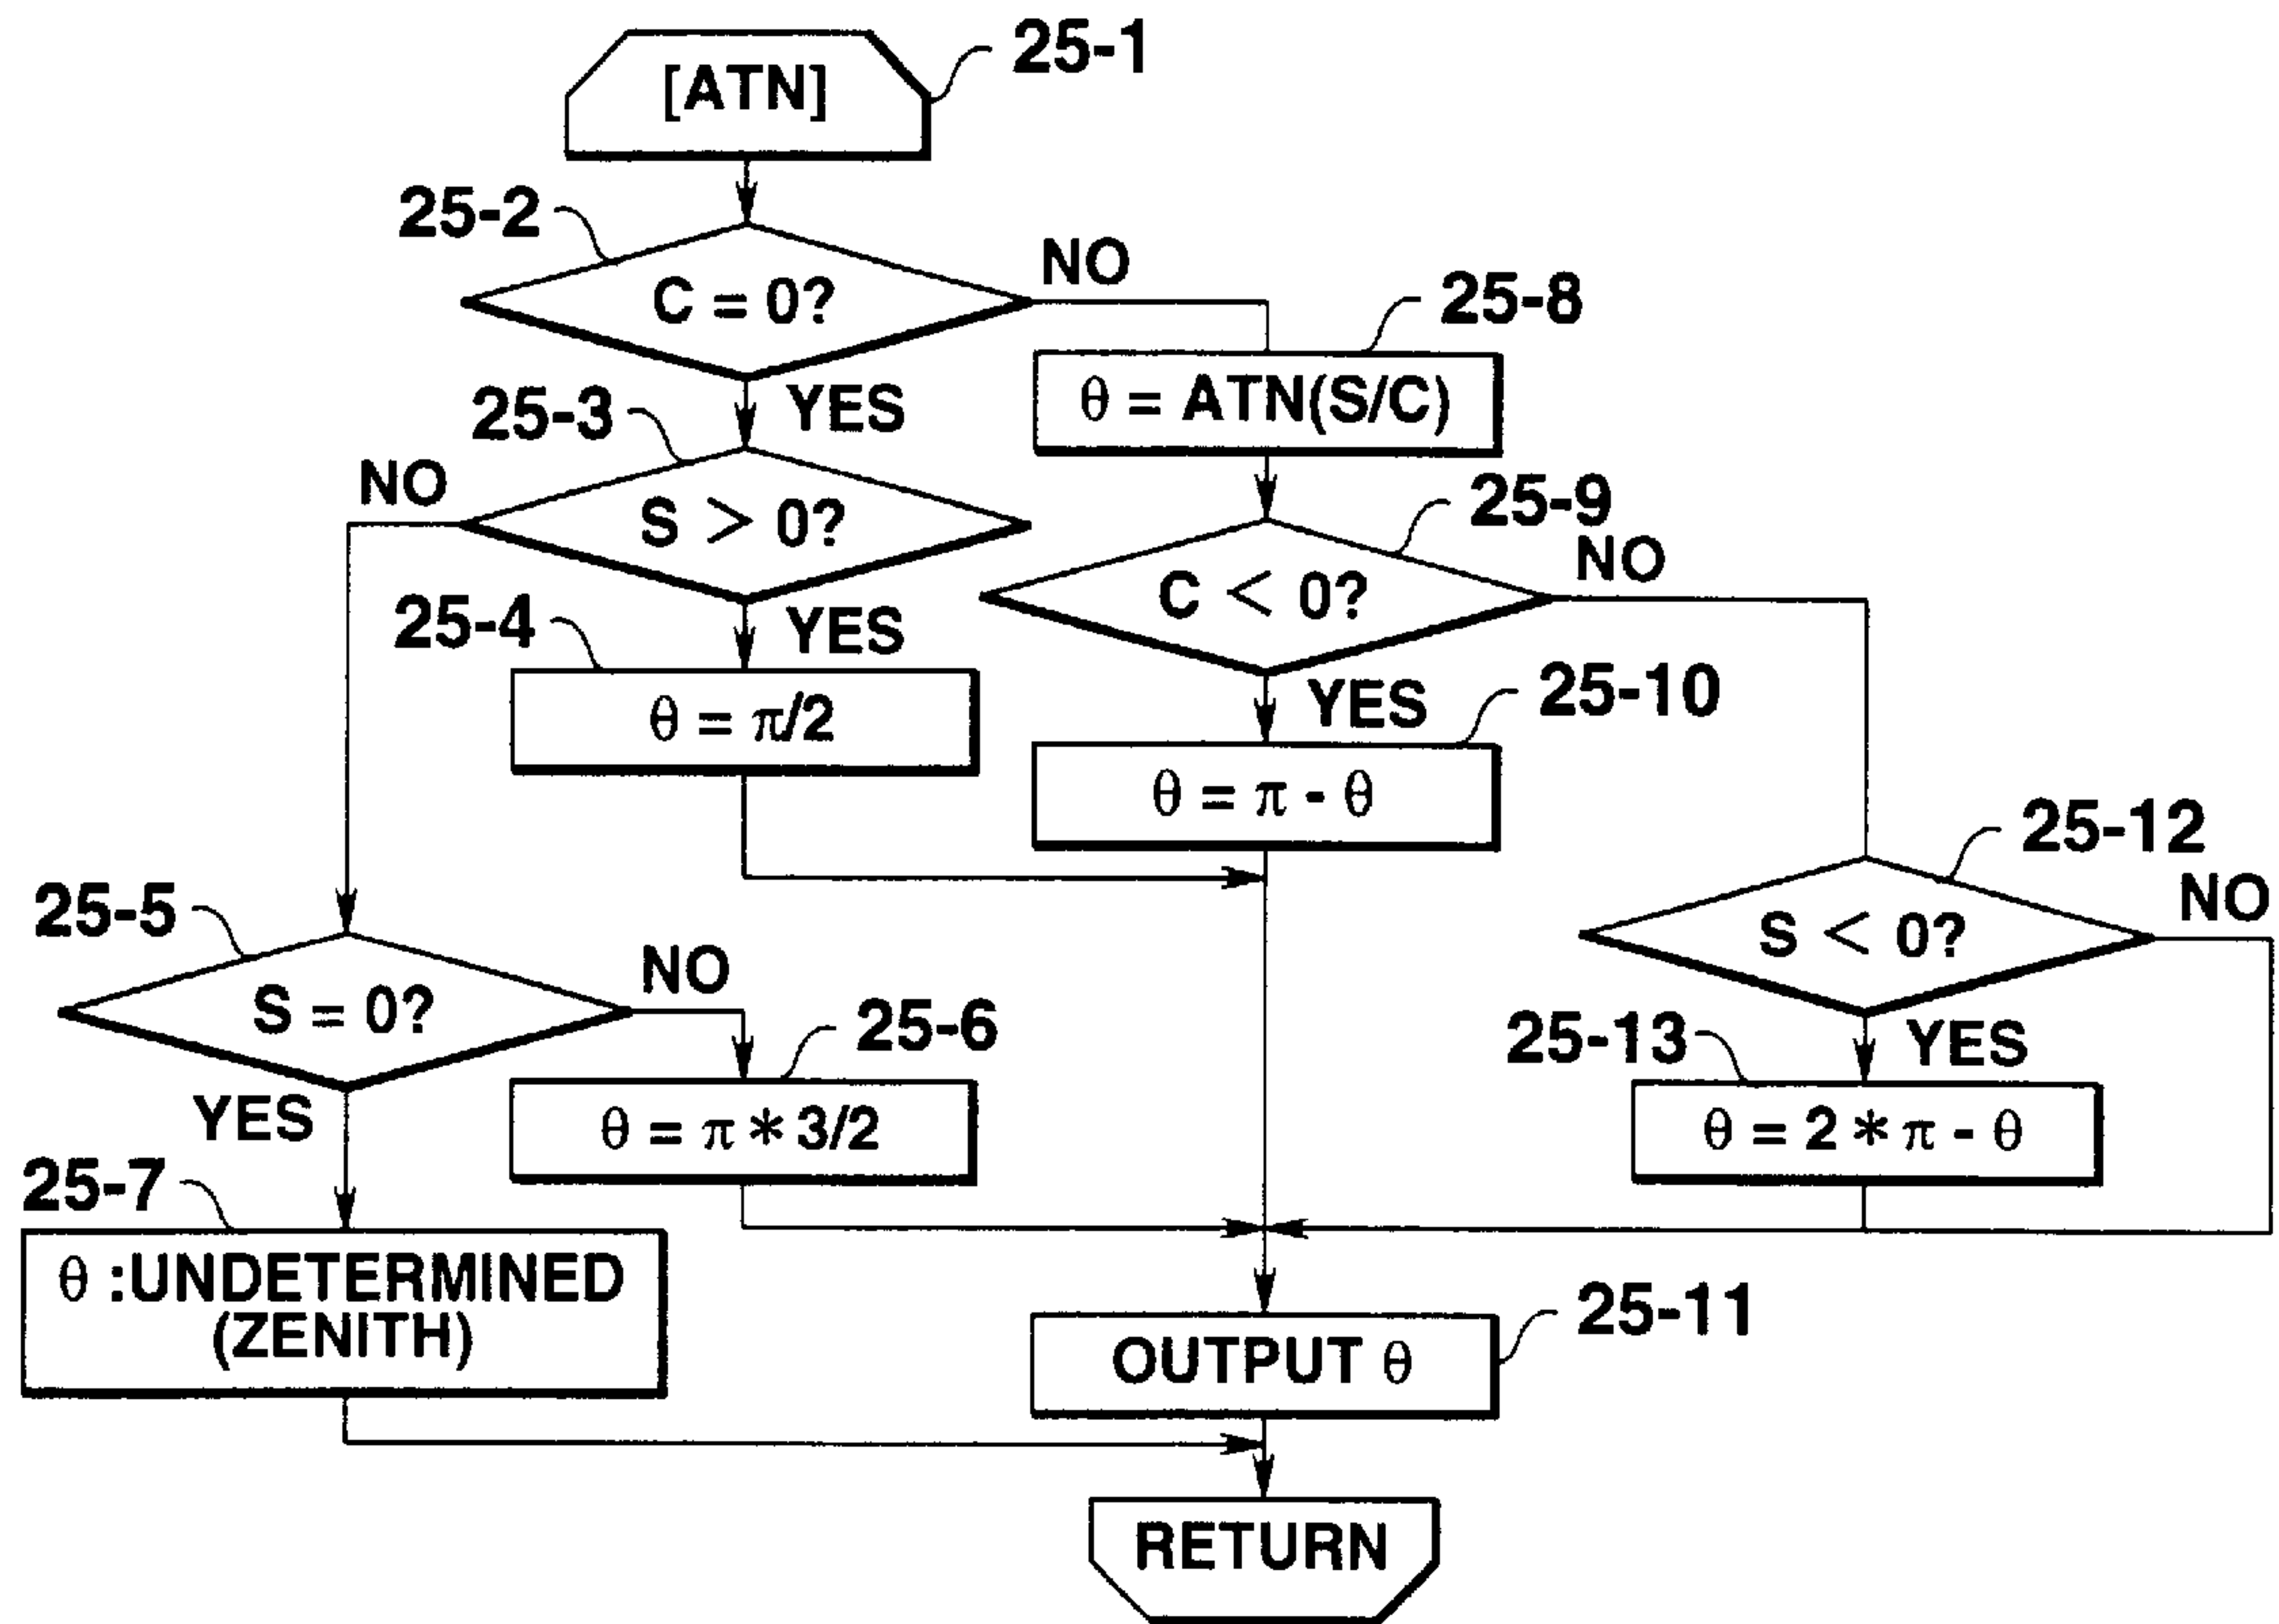 [ATN]
25-1
25-2
C = 0?
NO
YES
25-8
θ = ATN(S/C)
25-3
S > 0?
NO
YES
25-9
C < 0?
NO
YES
25-4
θ = π/2
25-10
θ = π - θ
25-12
S < 0?
NO
YES
25-5
S = 0?
NO
YES
25-6
θ = π * 3/2
25-13
θ = 2 * π - θ
25-7
θ :UNDETERMINED
(ZENITH)
25-11
OUTPUT θ
RETURN